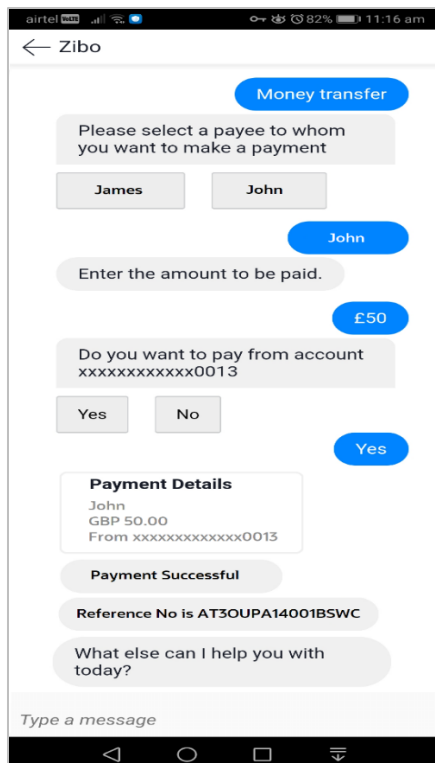 airtel VoLTE 82% 11:16 am
Zibo
Money transfer
Please select a payee to whom
you want to make a payment
James John
John
Enter the amount to be paid.
£50
Do you want to pay from account
xxxxxxxxxxxx0013
Yes No
Yes
Payment Details
John
GBP 50.00
From xxxxxxxxxxxxx0013
Payment Successful
Reference No is AT3OUPA14001BSWC
What else can I help you with
today?
Type a message